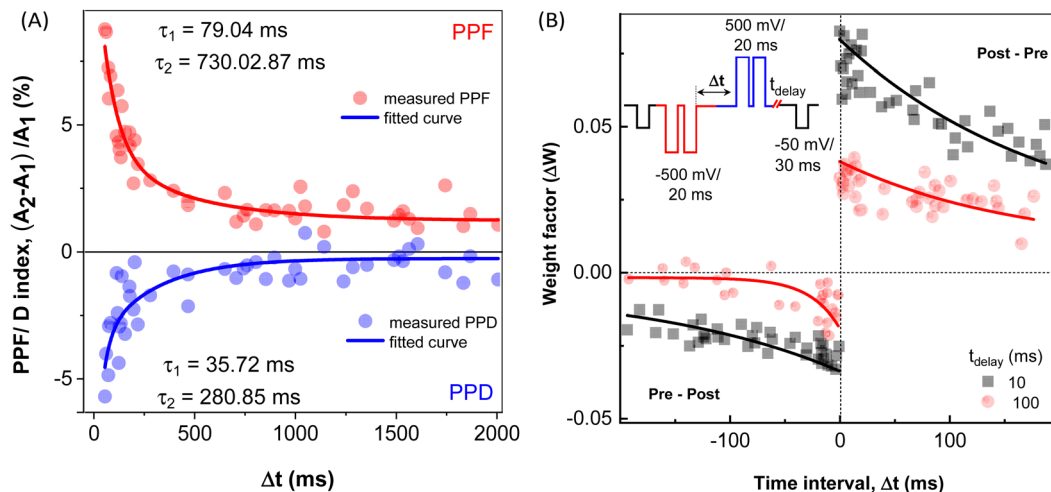 (A)
PPF/ D index, (A₂-A₁) /A₁ (%)
5
0
-5
τ₁ = 79.04 ms
τ₂ = 730.02.87 ms
PPF
measured PPF
fitted curve
measured PPD
fitted curve
τ₁ = 35.72 ms
τ₂ = 280.85 ms
PPD
0 500 1000 1500 2000
Δt (ms)
(B)
Weight factor (ΔW)
0.05
0.00
-0.05
500 mV/
20 ms
Δt
t_delay
-500 mV/
20 ms
-50 mV/
30 ms
Post - Pre
Pre - Post
t_delay (ms)
10
100
-100 0 100
Time interval, Δt (ms)